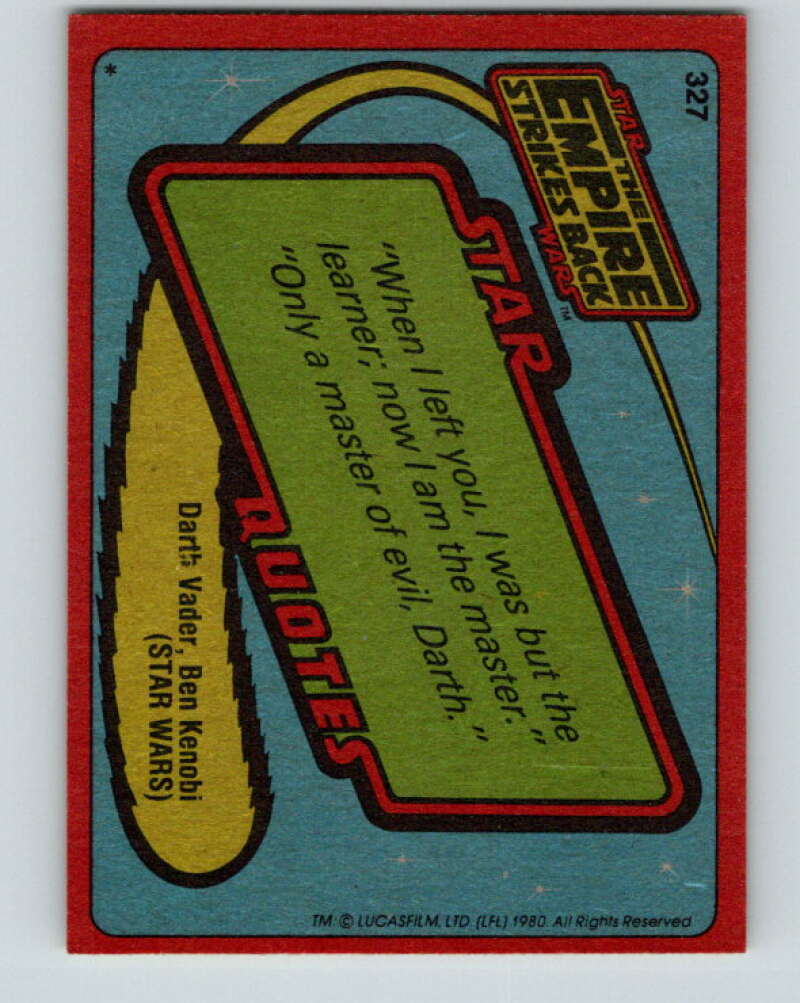 327
STAR
THE
EMPIRE
STRIKES BACK
WARS™
STAR
"When I left you, I was but the
learner; now I am the master."
"Only a master of evil, Darth."
QUOTES
Darth Vader, Ben Kenobi
(STAR WARS)
*
TM: © LUCASFILM, LTD. (LFL) 1980. All Rights Reserved